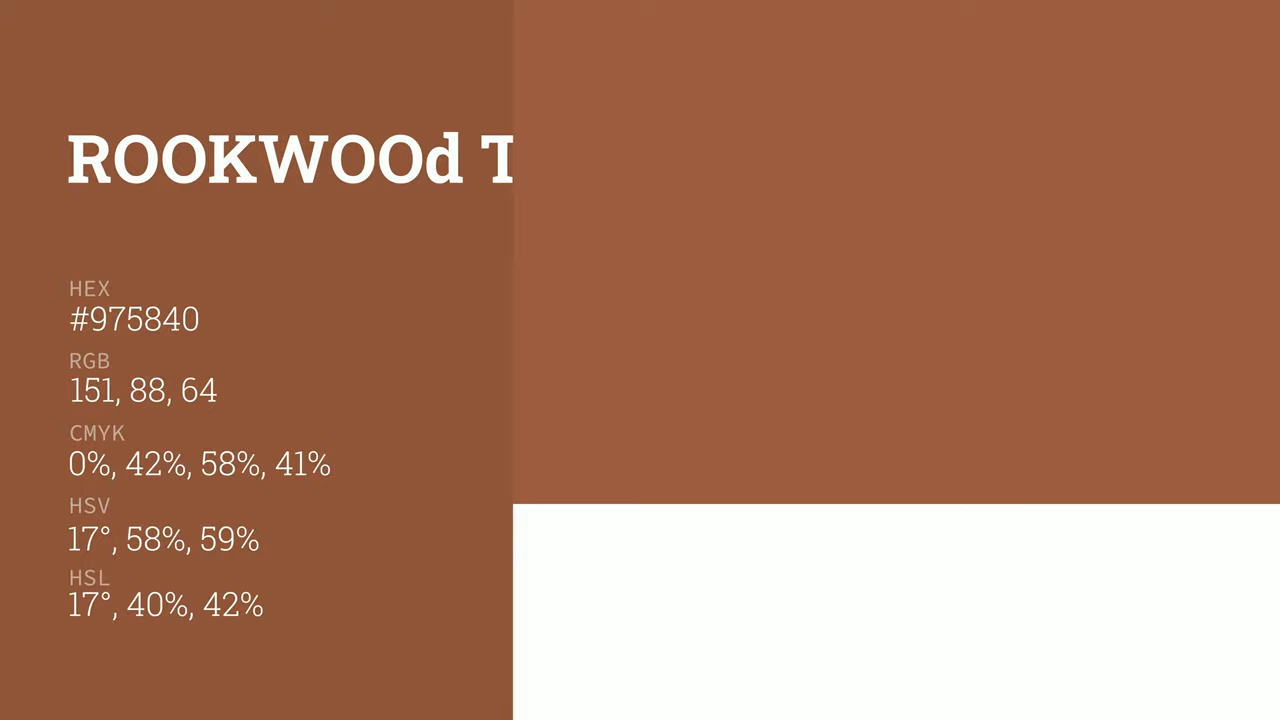 ROOKWOOd T
HEX
#975840
RGB
151, 88, 64
CMYK
0%, 42%, 58%, 41%
HSV
17°, 58%, 59%
HSL
17°, 40%, 42%